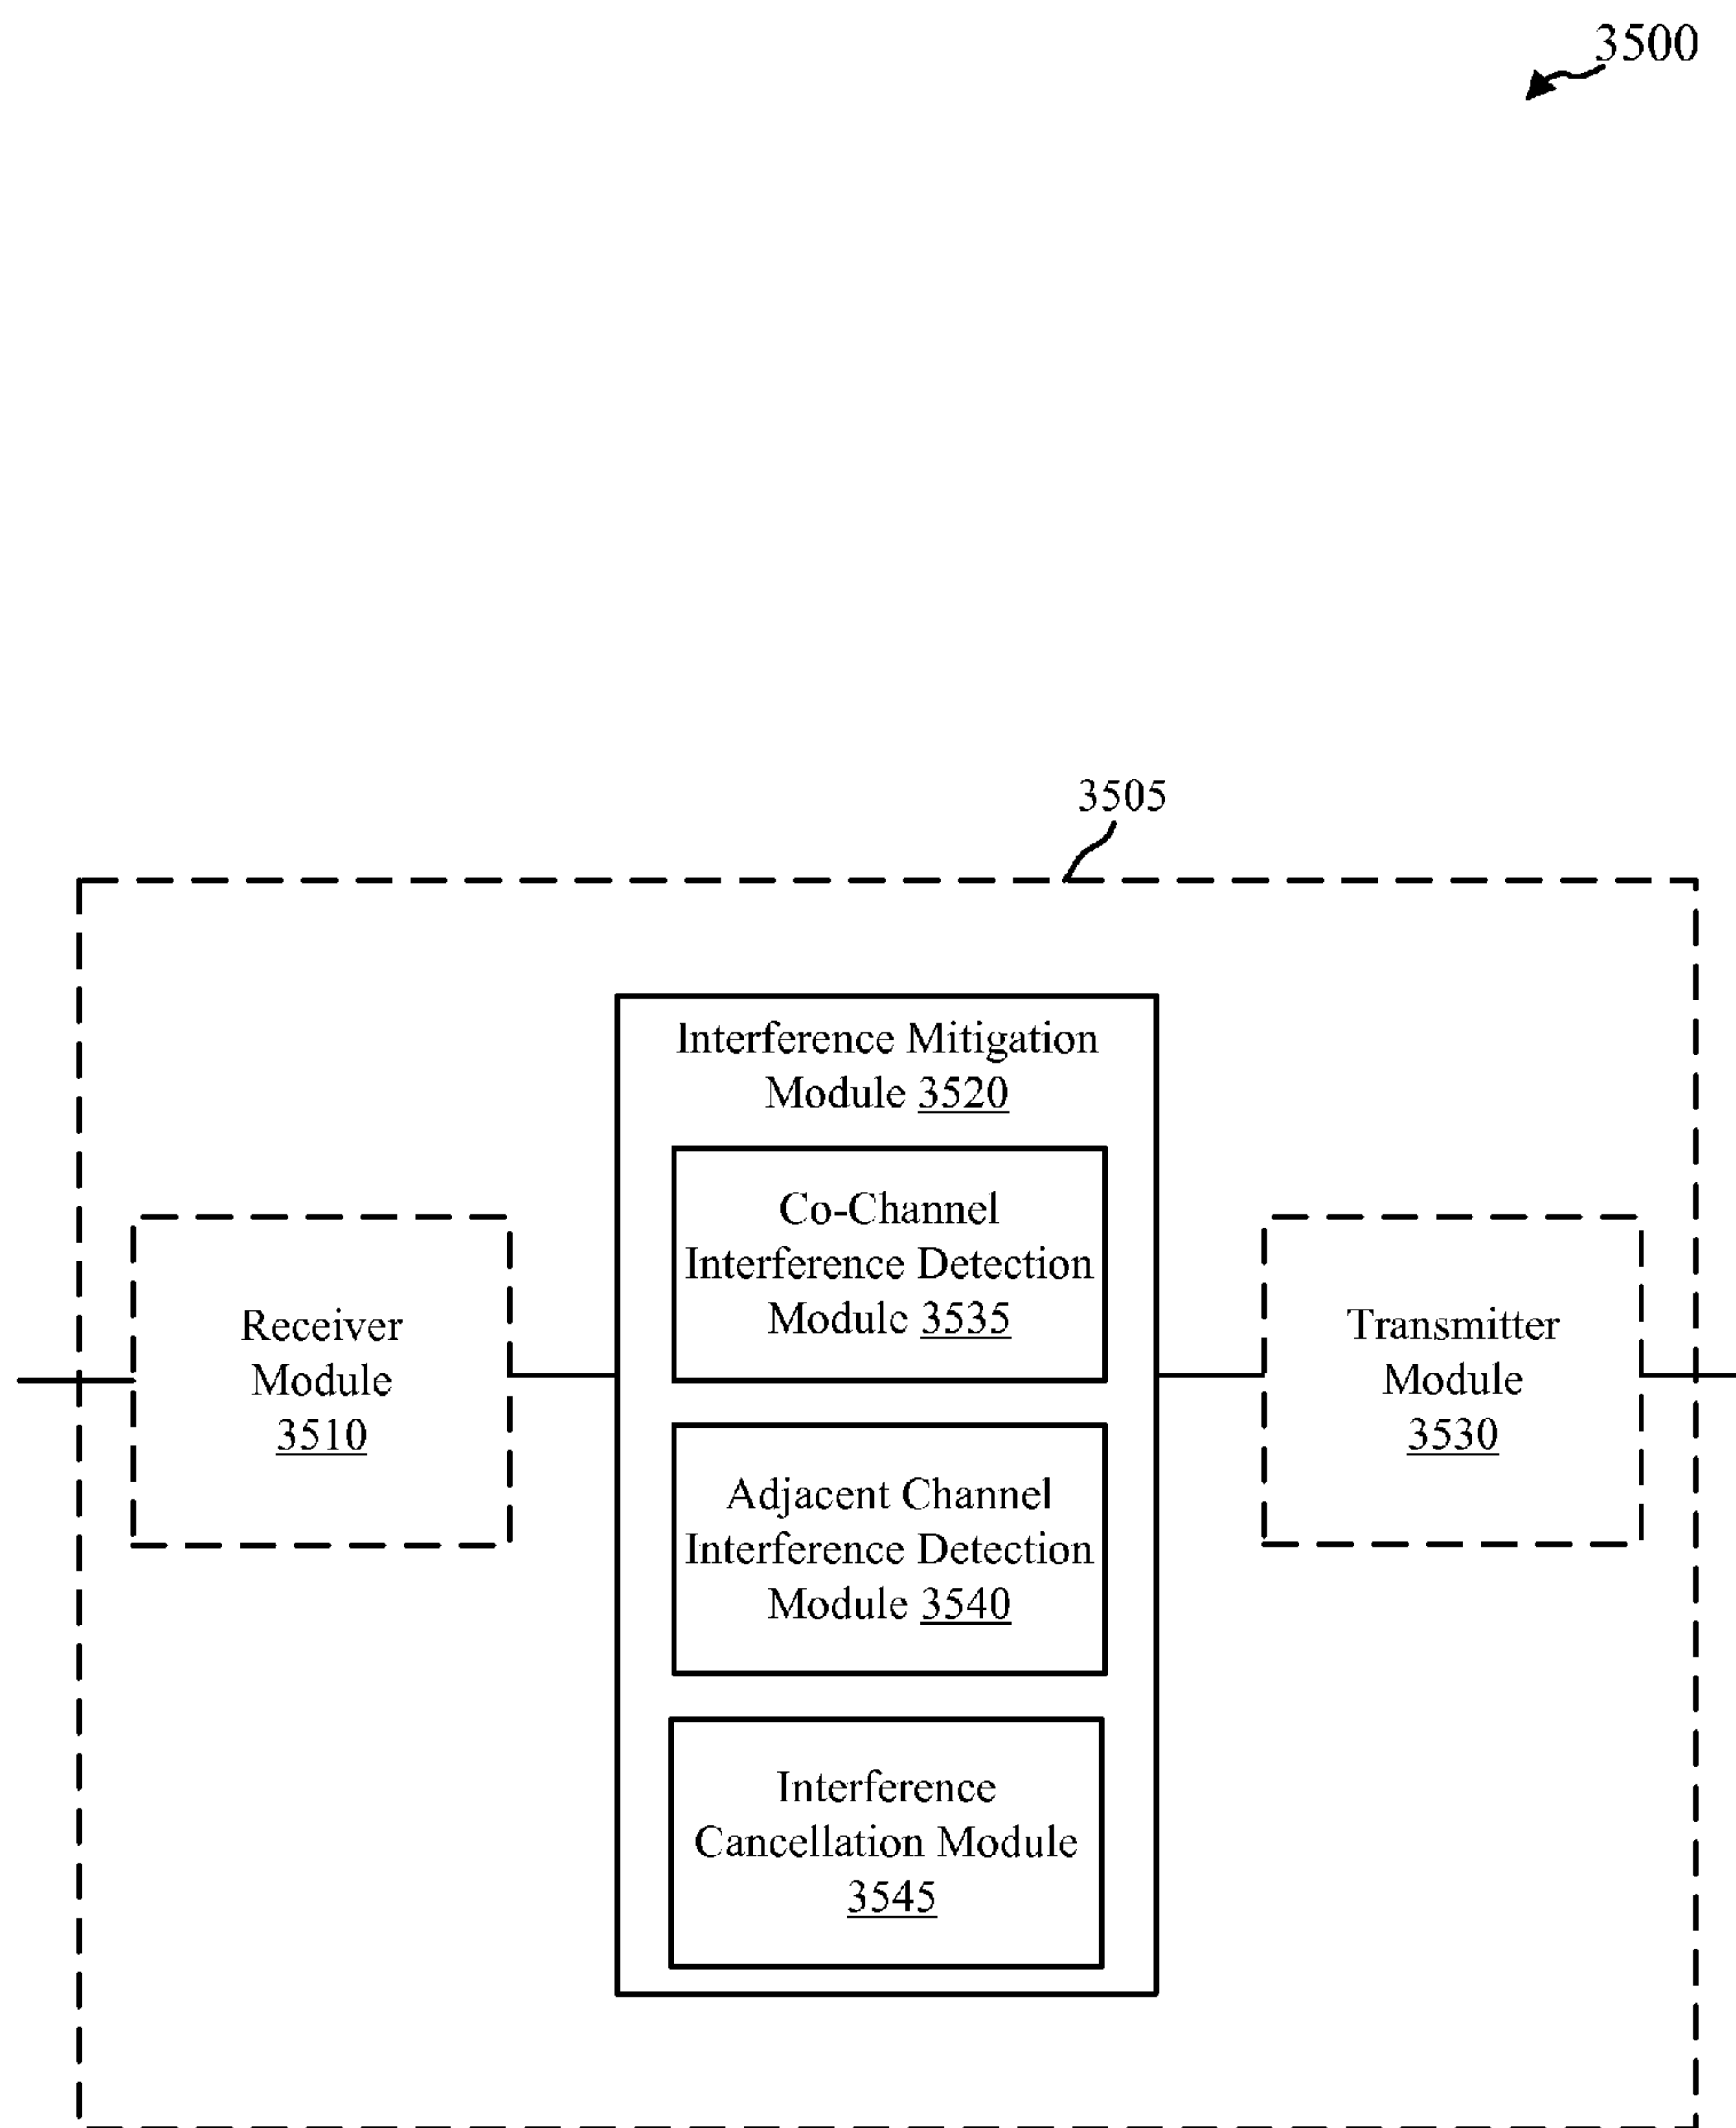 3500
3505
Interference Mitigation
Module 3520
Co-Channel
Interference Detection
Module 3535
Receiver
Module
3510
Transmitter
Module
3530
Adjacent Channel
Interference Detection
Module 3540
Interference
Cancellation Module
3545